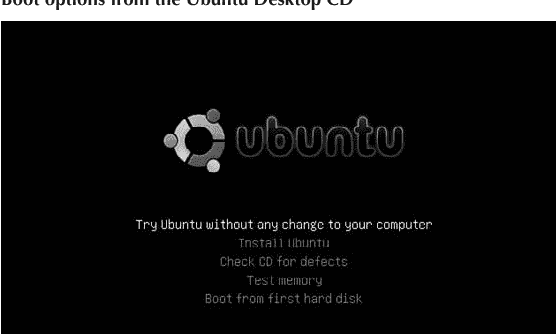 Boot options from the Ubuntu Desktop CD
ubuntu
Try Ubuntu without any change to your computer
Install Ubuntu
Check CD for defects
Test memory
Boot from first hard disk